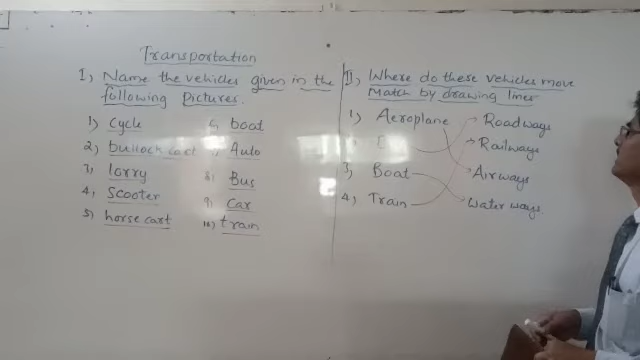 Transportation
I, Name the vehicles given in the
following Pictures.
1) Cycle
2) bullock cart
3, lorry
4, Scooter
5) horse cart
6, boat
Auto
8) Bus
9) Car
10) train
II, Where do these vehicles move
Match by drawing lines
1) Aeroplane
3, Boat
4, Train
Roadways
Railways
Airways
Water ways